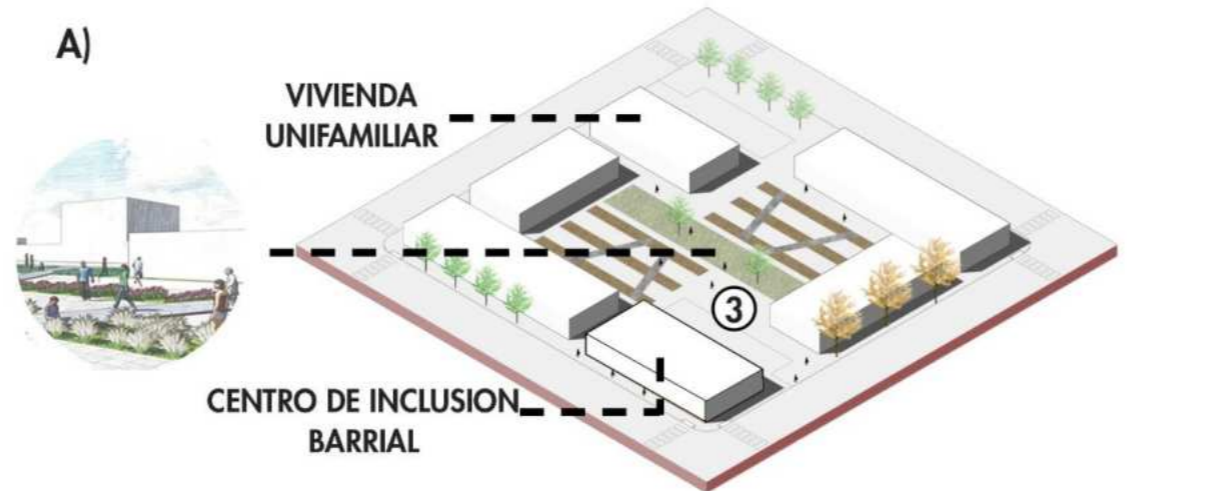 A)
VIVIENDA
UNIFAMILIAR
3
CENTRO DE INCLUSION
BARRIAL